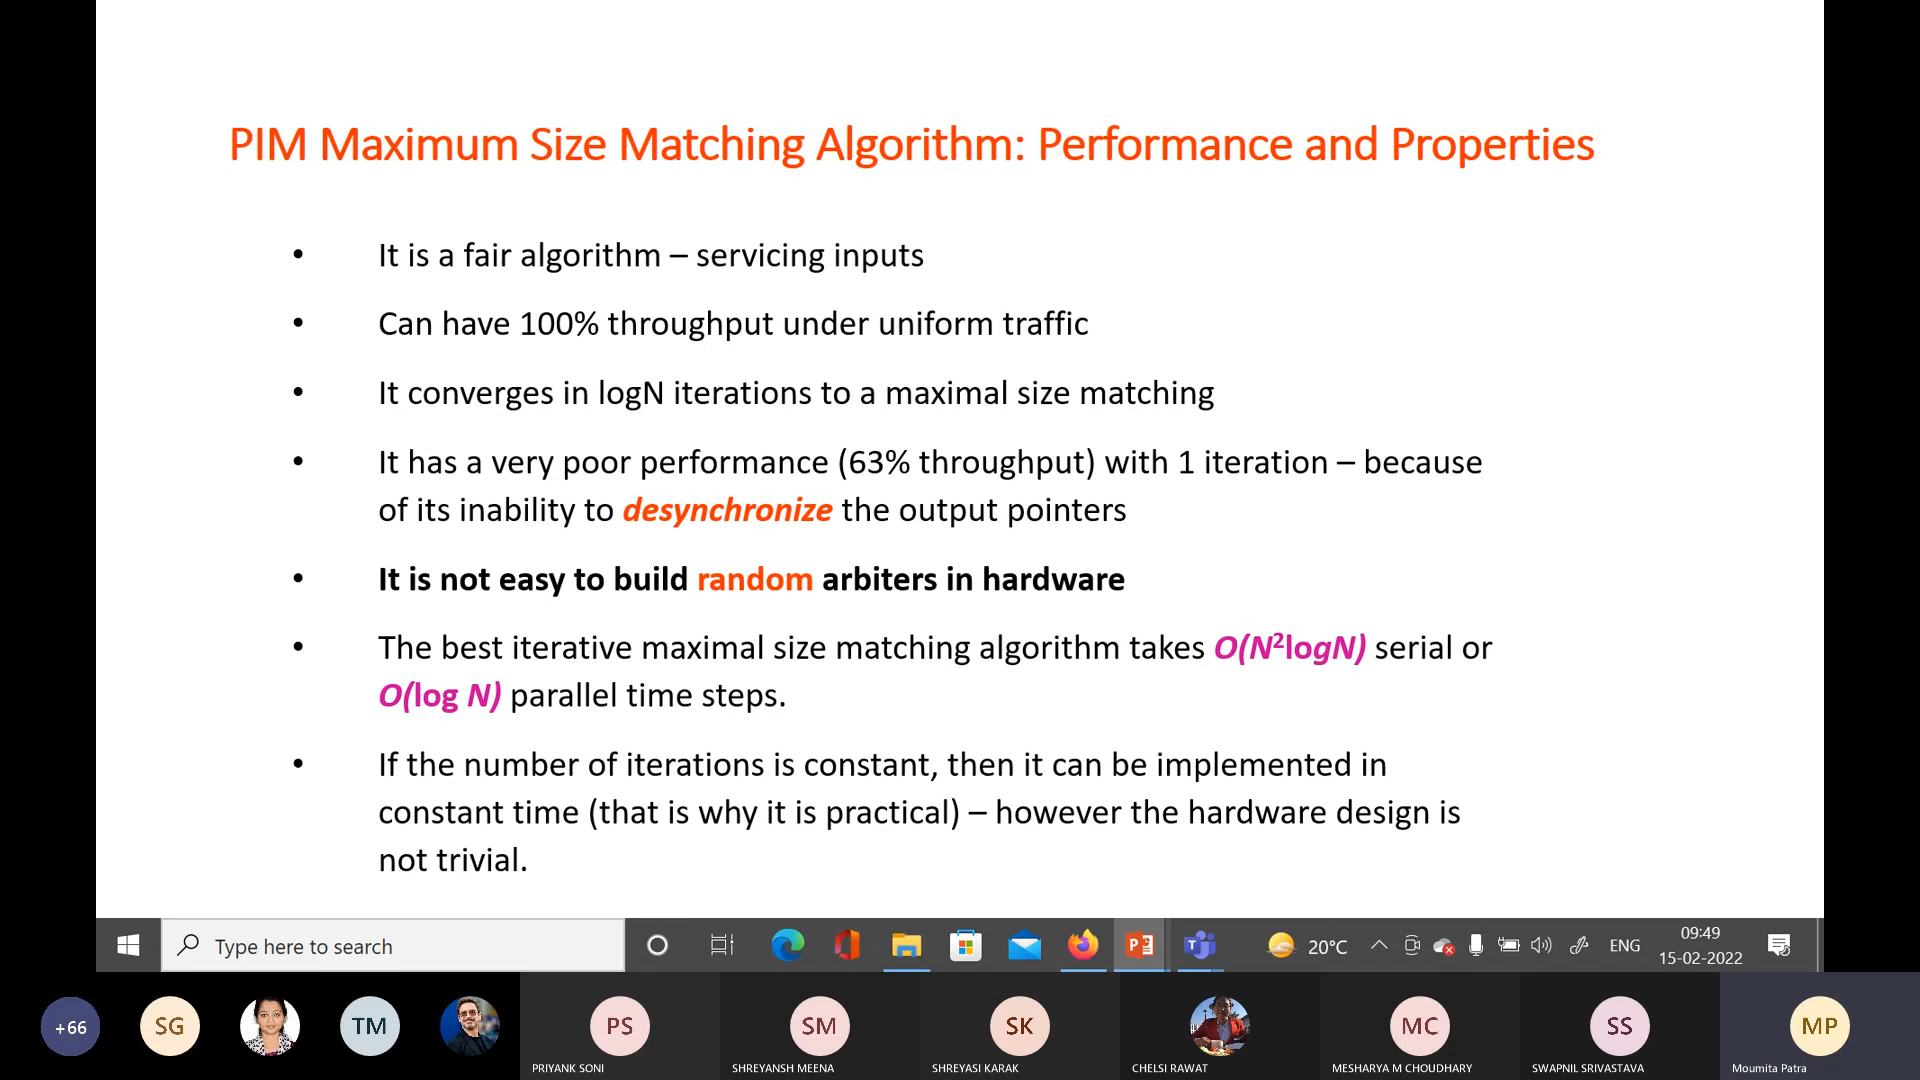 PIM Maximum Size Matching Algorithm: Performance and Properties
• It is a fair algorithm – servicing inputs
• Can have 100% throughput under uniform traffic
• It converges in logN iterations to a maximal size matching
• It has a very poor performance (63% throughput) with 1 iteration – because
of its inability to desynchronize the output pointers
• It is not easy to build random arbiters in hardware
• The best iterative maximal size matching algorithm takes O(N²logN) serial or
O(log N) parallel time steps.
• If the number of iterations is constant, then it can be implemented in
constant time (that is why it is practical) – however the hardware design is
not trivial.
Type here to search
20°C
ENG
09:49
15-02-2022
+66
SG
TM
PS
SM
SK
MC
SS
MP
PRIYANK SONI
SHREYANSH MEENA
SHREYASI KARAK
CHELSI RAWAT
MESHARYA M CHOUDHARY
SWAPNIL SRIVASTAVA
Moumita Patra